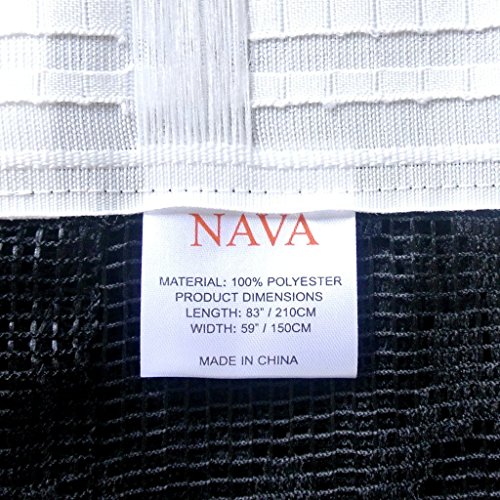 NAVA
MATERIAL: 100% POLYESTER
PRODUCT DIMENSIONS
LENGTH: 83" / 210CM
WIDTH: 59" / 150CM
MADE IN CHINA